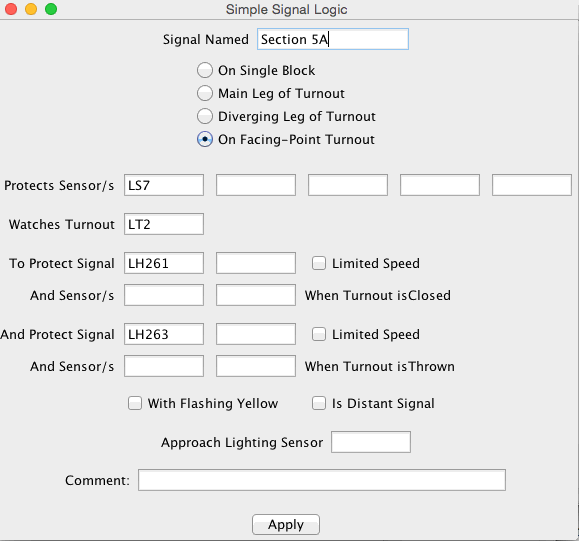 Simple Signal Logic
Signal Named Section 5A
On Single Block
Main Leg of Turnout
Diverging Leg of Turnout
On Facing-Point Turnout
Protects Sensor/s LS7
Watches Turnout LT2
To Protect Signal LH261 Limited Speed
And Sensor/s When Turnout isClosed
And Protect Signal LH263 Limited Speed
And Sensor/s When Turnout isThrown
With Flashing Yellow Is Distant Signal
Approach Lighting Sensor
Comment:
Apply